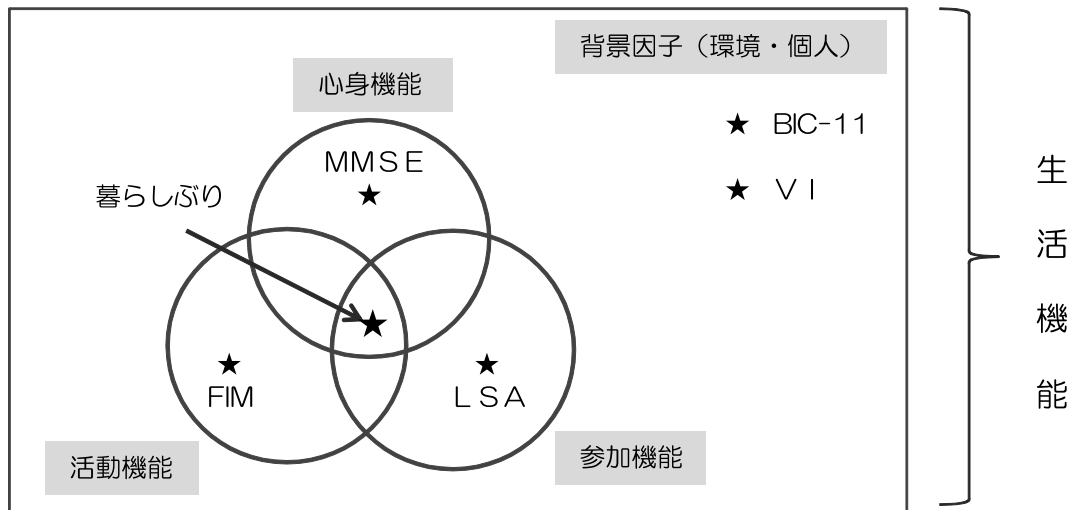 背景因子（環境・個人）
心身機能
★ BIC-11
MMSE
★
暮らしぶり
★ ＶＩ
★
★
FIM
★
ＬＳＡ
活動機能
参加機能
生活機能